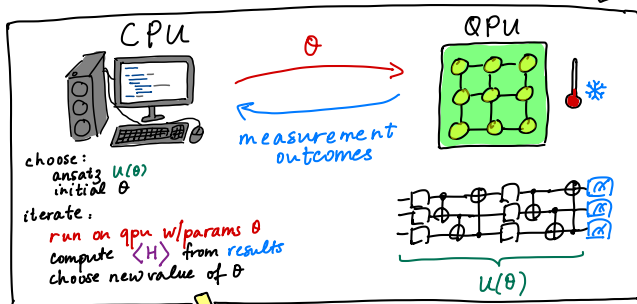 CPU
QPU
θ
measurement
outcomes
choose:
ansatz U(θ)
initial θ
iterate:
run on qpu w/params θ
compute ⟨H⟩ from results
choose new value of θ
U(θ)